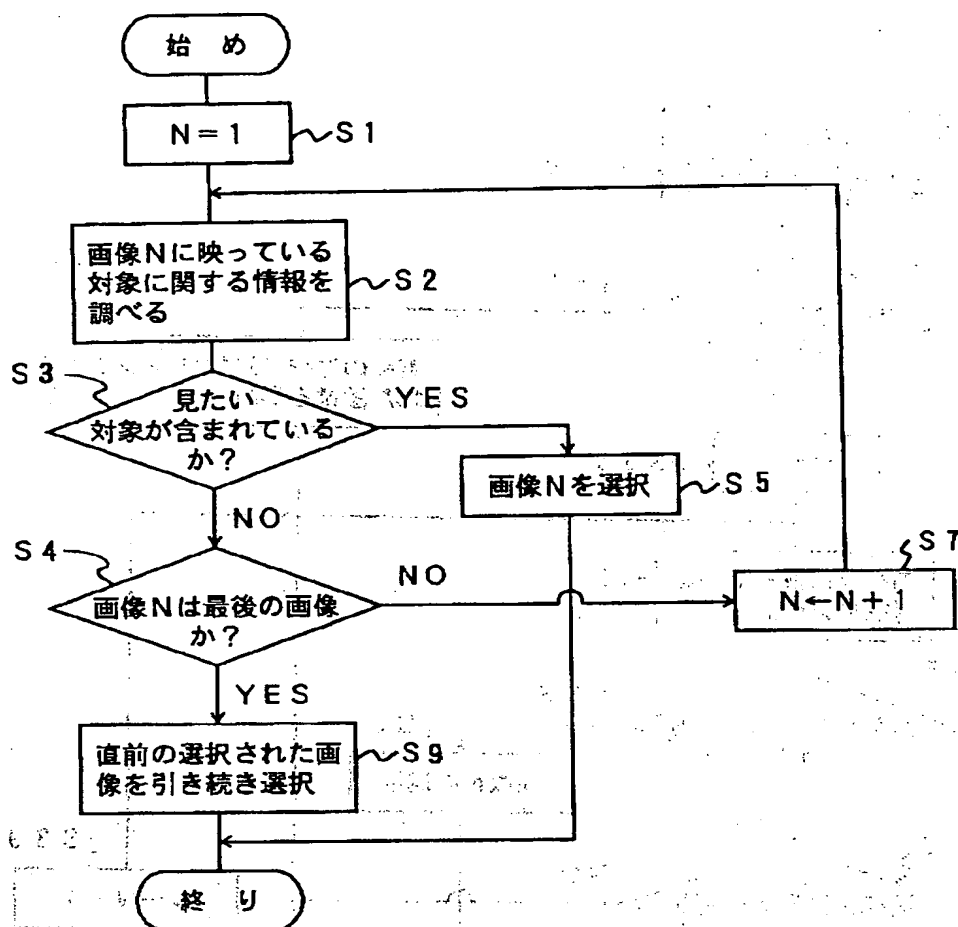 始 め
N=1
S1
画像Nに映っている
対象に関する情報を
調べる
S2
S3
見たい
対象が含まれている
か?
YES
画像Nを選択
S5
NO
S4
画像Nは最後の画像
か?
NO
S7
N←N+1
YES
直前の選択された画
像を引き続き選択
S9
終 り